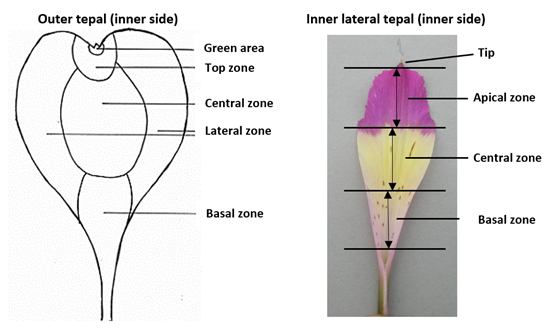 Outer tepal (inner side)
Green area
Top zone
Central zone
Lateral zone
Basal zone
Inner lateral tepal (inner side)
Tip
Apical zone
Central zone
Basal zone